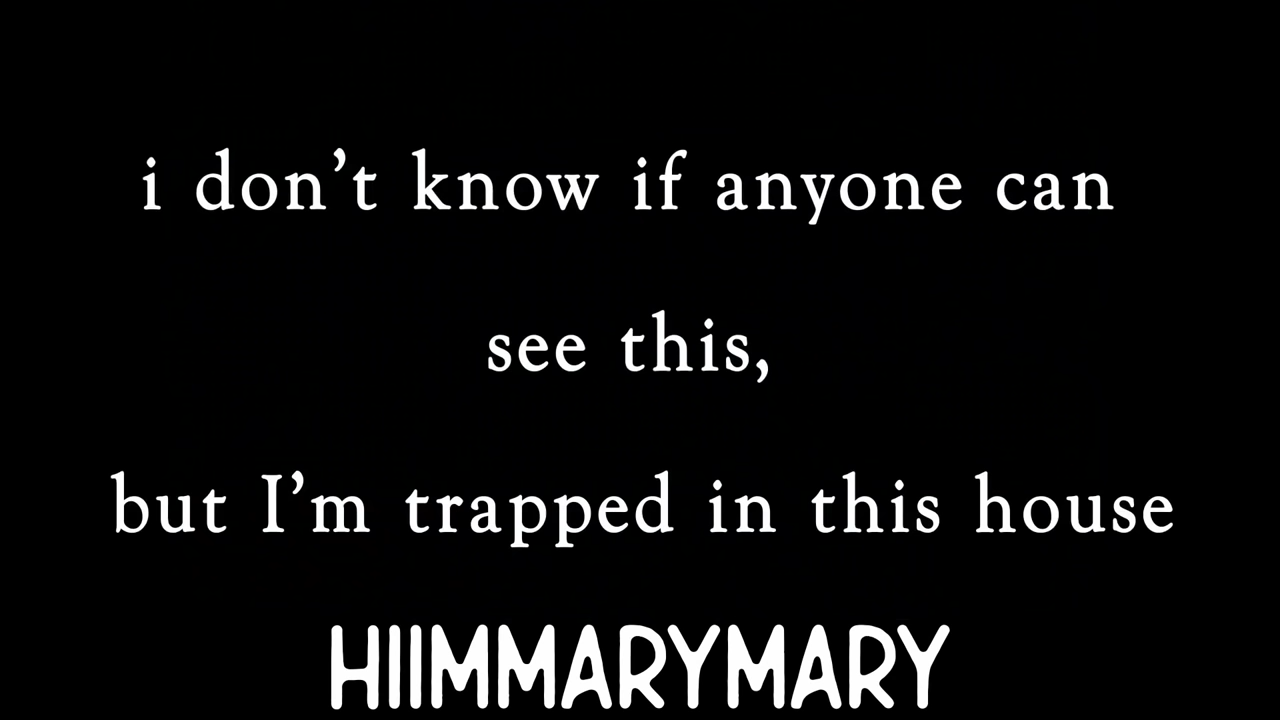 i don’t know if anyone can
see this,
but I’m trapped in this house
HIIMMARYMARY